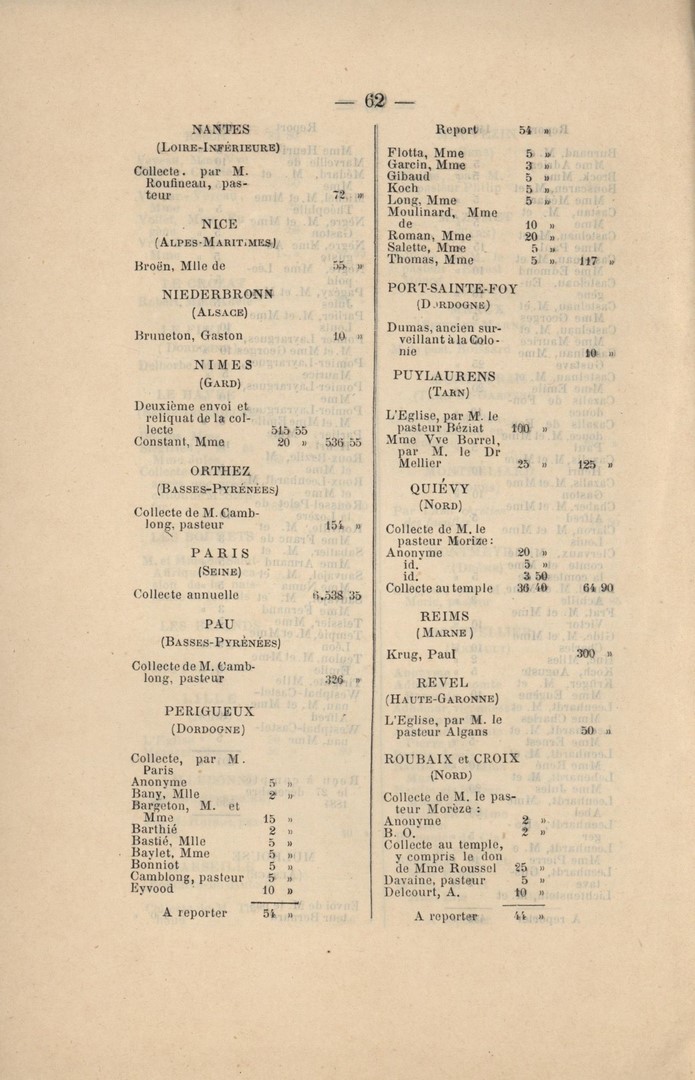 — 62 —
NANTES
(LOIRE-INFÉRIEURE)
Collecte. par M.
Roufineau, pas-
teur 72 »
NICE
(ALPES-MARITIMES)
Broën, Mlle de 55 »
NIEDERBRONN
(ALSACE)
Bruneton, Gaston 10 »
NIMES
(GARD)
Deuxième envoi et
reliquat de la col-
lecte 515 55
Constant, Mme 20 » 536 55
ORTHEZ
(BASSES-PYRÉNÉES)
Collecte de M. Camb-
long, pasteur 154 »
PARIS
(SEINE)
Collecte annuelle 6.538 35
PAU
(BASSES-PYRÉNÉES)
Collecte de M. Camb-
long, pasteur 326 »
PERIGUEUX
(DORDOGNE)
Collecte, par M.
Paris
Anonyme 5 »
Bany, Mlle 2 »
Bargeton, M. et
Mme 15 »
Barthié 2 »
Bastié, Mlle 5 »
Baylet, Mme 5 »
Bonniot 5 »
Camblong, pasteur 5 »
Eyvood 10 »
A reporter 54 »
Report 54 »
Flotta, Mme 5 »
Garcin, Mme 3 »
Gibaud 5 »
Koch 5 »
Long, Mme 5 »
Moulinard, Mme
de 10 »
Roman, Mme 20 »
Salette, Mme 5 »
Thomas, Mme 5 » 117 »
PORT-SAINTE-FOY
(DORDOGNE)
Dumas, ancien sur-
veillant à la Colo-
nie 10 »
PUYLAURENS
(TARN)
L'Eglise, par M. le
pasteur Béziat 100 »
Mme Vve Borrel,
par M. le Dr
Mellier 25 » 125 »
QUIÉVY
(NORD)
Collecte de M. le
pasteur Morize :
Anonyme 20 »
id. 5 »
id. 3 50
Collecte au temple 36 40 64 90
REIMS
(MARNE)
Krug, Paul 300 »
REVEL
(HAUTE-GARONNE)
L'Eglise, par M. le
pasteur Algans 50 »
ROUBAIX et CROIX
(NORD)
Collecte de M. le pas-
teur Morèze :
Anonyme 2 »
B. O. 2 »
Collecte au temple,
y compris le don
de Mme Roussel 25 »
Davaine, pasteur 5 »
Delcourt, A. 10 »
A reporter 44 »